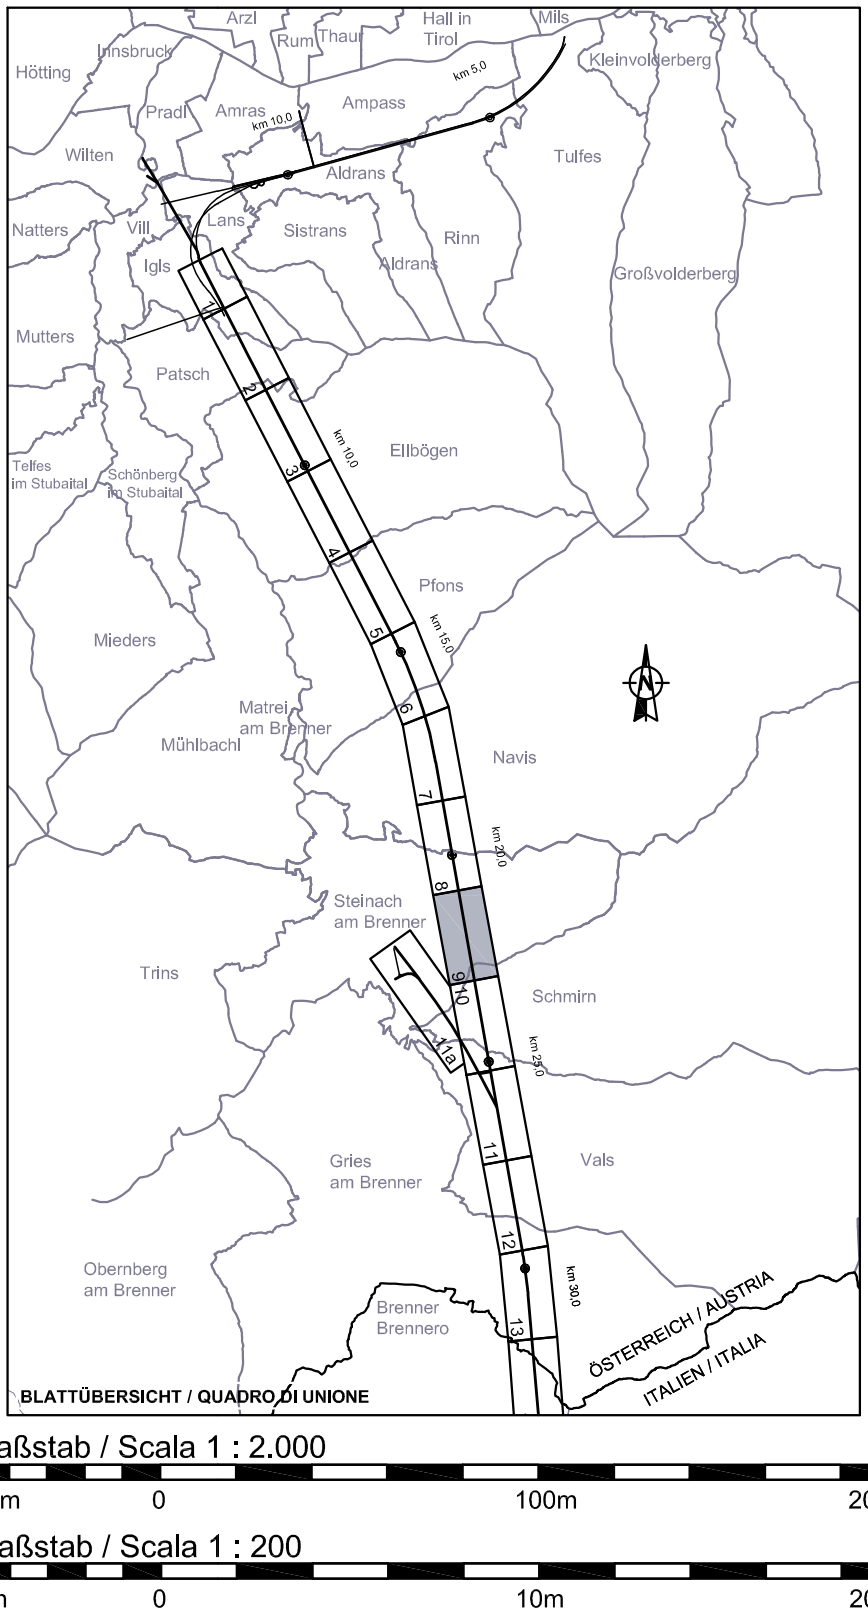 Arzl
Hall in
Tirol
Mils
Rum
Thaur
Innsbruck
Hötting
Kleinvolderberg
km 5,0
Pradl
Amras
Ampass
km 10,0
Wilten
Tulfes
Aldrans
Natters
Vill
Lans
Sistrans
Rinn
Igls
Aldrans
Großvolderberg
1
Mutters
Patsch
2
Ellbögen
km 10,0
Telfes
im Stubaital
Schönberg
im Stubaital
3
4
Pfons
5
km 15,0
Mieders
N
Matrei
am Brenner
6
Mühlbachl
Navis
7
km 20,0
8
Steinach
am Brenner
Trins
9
10
Schmirn
11a
km 25,0
11
Gries
am Brenner
Vals
12
Obernberg
am Brenner
km 30,0
Brenner
Brennero
13
ÖSTERREICH / AUSTRIA
ITALIEN / ITALIA
BLATTÜBERSICHT / QUADRO DI UNIONE
aßstab / Scala 1 : 2.000
m 0 100m 20
aßstab / Scala 1 : 200
0 10m 20